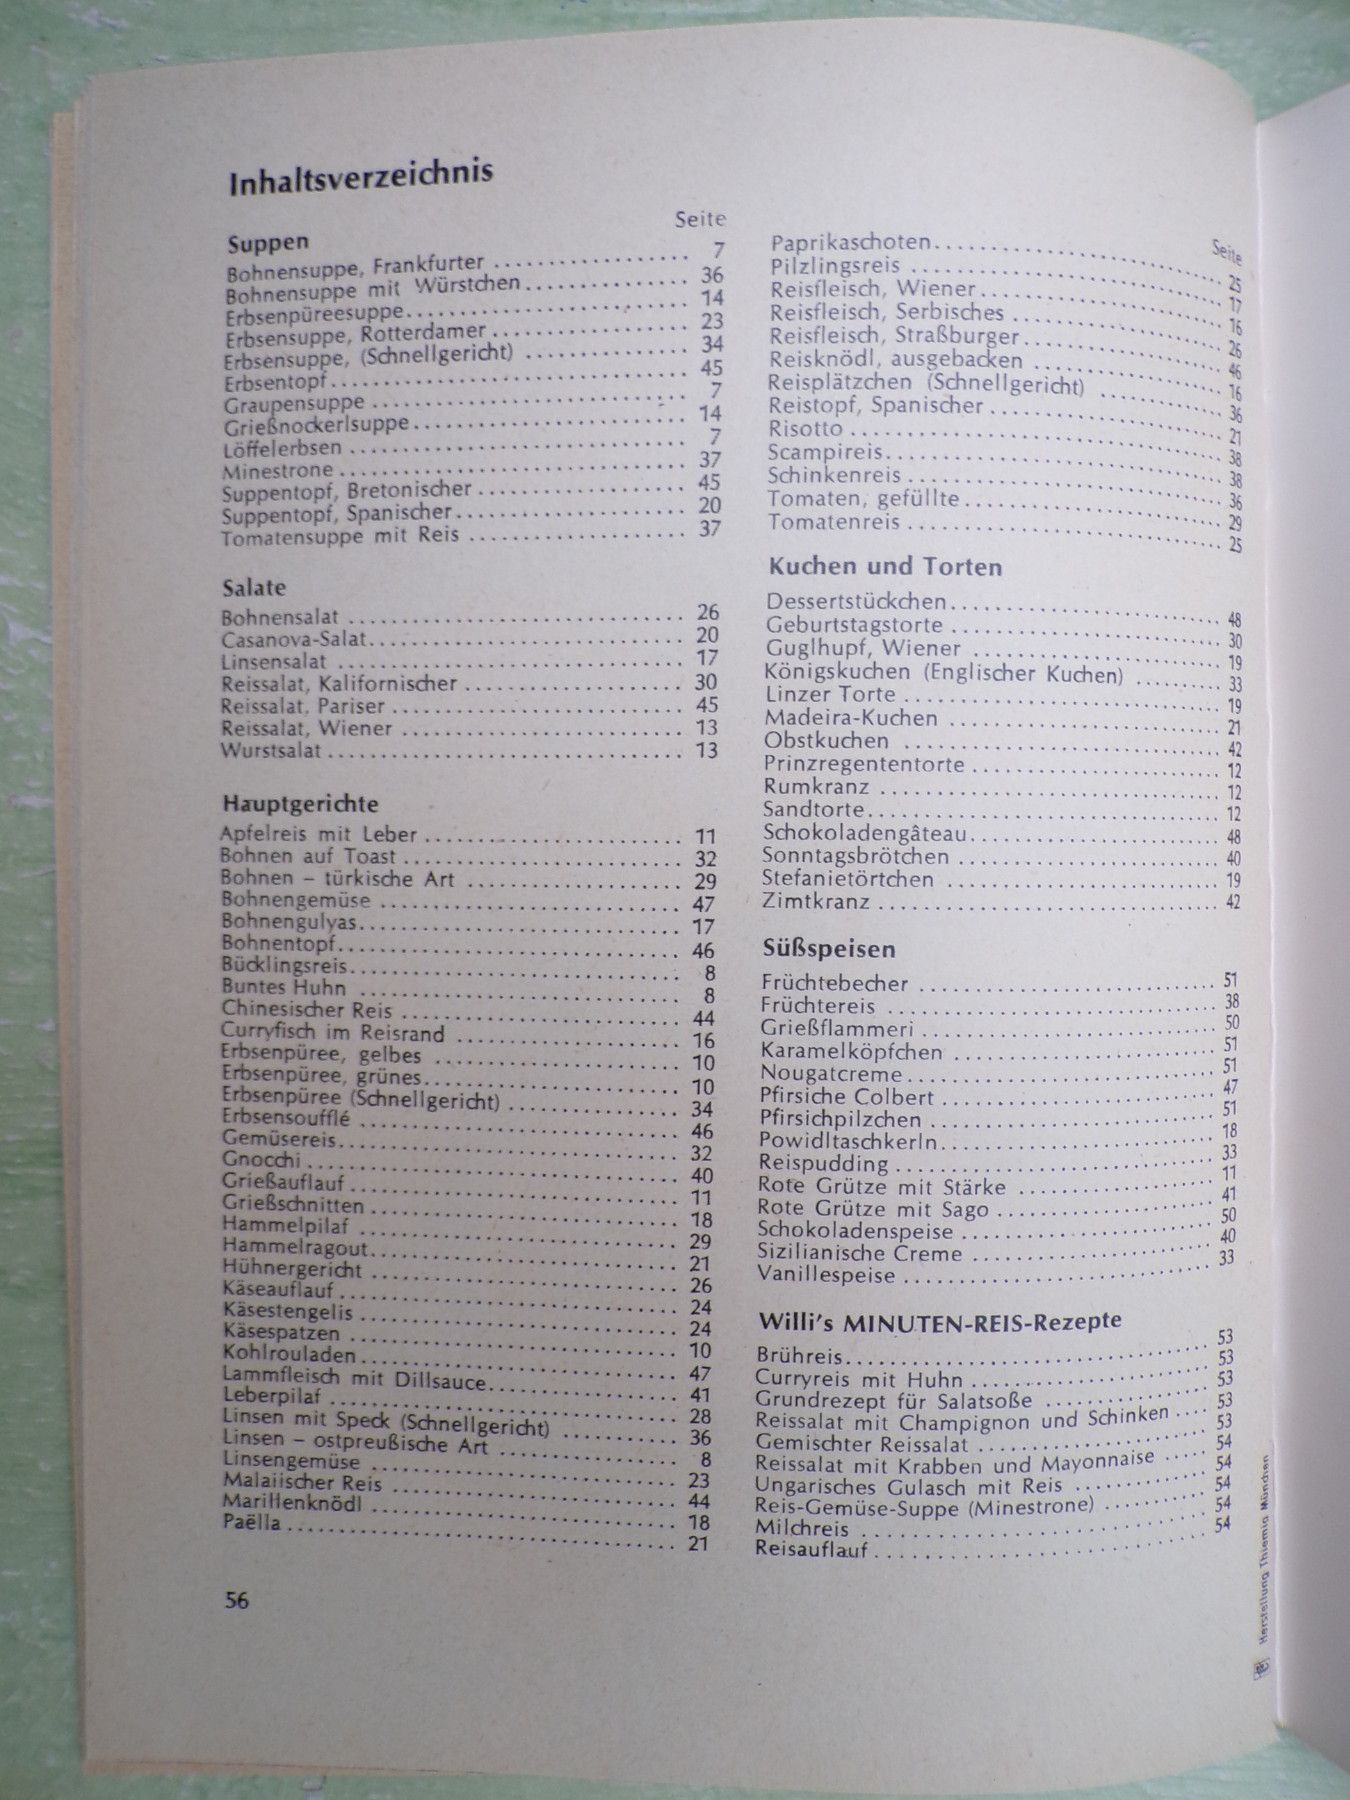 Inhaltsverzeichnis
Seite
Suppen
Bohnensuppe, Frankfurter 7
Bohnensuppe mit Würstchen 36
Erbsenpüreesuppe 14
Erbsensuppe, Rotterdamer 23
Erbsensuppe, (Schnellgericht) 34
Erbsentopf 45
Graupensuppe 7
Grießnockerlsuppe 14
Löffelerbsen 7
Minestrone 37
Suppentopf, Bretonischer 45
Suppentopf, Spanischer 20
Tomatensuppe mit Reis 37
Salate
Bohnensalat 26
Casanova-Salat 20
Linsensalat 17
Reissalat, Kalifornischer 30
Reissalat, Pariser 45
Reissalat, Wiener 13
Wurstsalat 13
Hauptgerichte
Apfelreis mit Leber 11
Bohnen auf Toast 32
Bohnen – türkische Art 29
Bohnengemüse 47
Bohnengulyas 17
Bohnentopf 46
Bücklingsreis 8
Buntes Huhn 8
Chinesischer Reis 44
Curryfisch im Reisrand 16
Erbsenpüree, gelbes 10
Erbsenpüree, grünes 10
Erbsenpüree (Schnellgericht) 34
Erbsensoufflé 46
Gemüsereis 32
Gnocchi 40
Grießauflauf 11
Grießschnitten 18
Hammelpilaf 29
Hammelragout 21
Hühnergericht 26
Käseauflauf 24
Käsestengelis 24
Käsespatzen 10
Kohlrouladen 47
Lammfleisch mit Dillsauce 41
Leberpilaf 28
Linsen mit Speck (Schnellgericht) 36
Linsen – ostpreußische Art 8
Linsengemüse 23
Malaiischer Reis 44
Marillenknödl 18
Paëlla 21
56
Seite
Paprikaschoten 25
Pilzlingsreis 17
Reisfleisch, Wiener 16
Reisfleisch, Serbisches 26
Reisfleisch, Straßburger 46
Reisknödl, ausgebacken 16
Reisplätzchen (Schnellgericht) 36
Reistopf, Spanischer 21
Risotto 38
Scampireis 38
Schinkenreis 36
Tomaten, gefüllte 29
Tomatenreis 25
Kuchen und Torten
Dessertstückchen 48
Geburtstagstorte 30
Guglhupf, Wiener 19
Königskuchen (Englischer Kuchen) 33
Linzer Torte 19
Madeira-Kuchen 21
Obstkuchen 42
Prinzregententorte 12
Rumkranz 12
Sandtorte 12
Schokoladengâteau 48
Sonntagsbrötchen 40
Stefanietörtchen 19
Zimtkranz 42
Süßspeisen
Früchtebecher 51
Früchtereis 38
Grießflammeri 50
Karamelköpfchen 51
Nougatcreme 51
Pfirsiche Colbert 47
Pfirsichpilzchen 51
Powidltaschkerln 18
Reispudding 33
Rote Grütze mit Stärke 11
Rote Grütze mit Sago 41
Schokoladenspeise 50
Sizilianische Creme 40
Vanillespeise 33
Willi's MINUTEN-REIS-Rezepte
Brühreis 53
Curryreis mit Huhn 53
Grundrezept für Salatsoße 53
Reissalat mit Champignon und Schinken 53
Gemischter Reissalat 53
Reissalat mit Krabben und Mayonnaise 54
Ungarisches Gulasch mit Reis 54
Reis-Gemüse-Suppe (Minestrone) 54
Milchreis 54
Reisauflauf 54
Herstellung Thiemig München